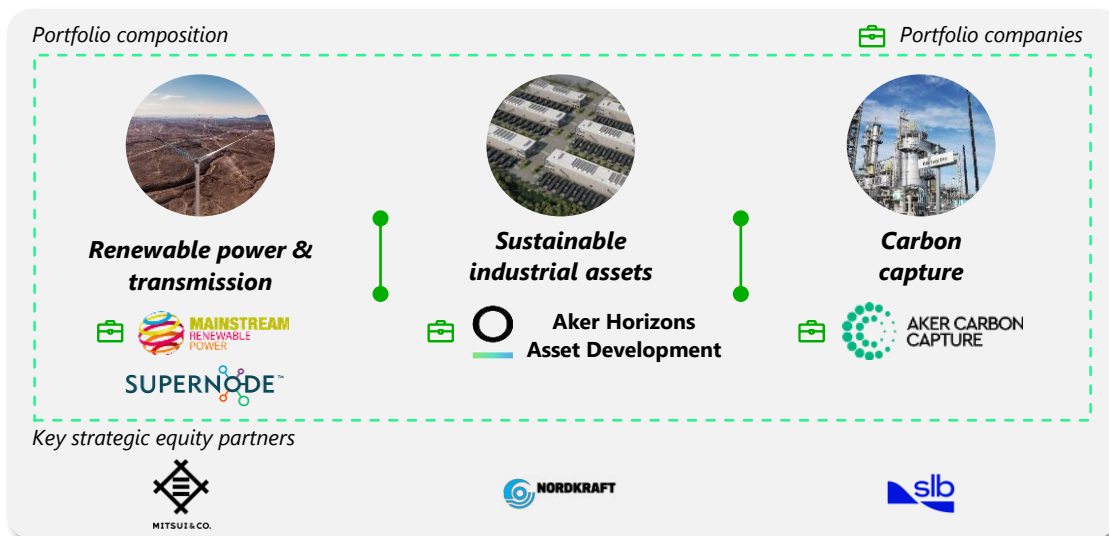 Portfolio composition
Portfolio companies
Renewable power &
transmission
Sustainable
industrial assets
Carbon
capture
MAINSTREAM
RENEWABLE
POWER
Aker Horizons
Asset Development
AKER CARBON
CAPTURE
SUPERNODE™
Key strategic equity partners
MITSUI & CO.
NORDKRAFT
slb